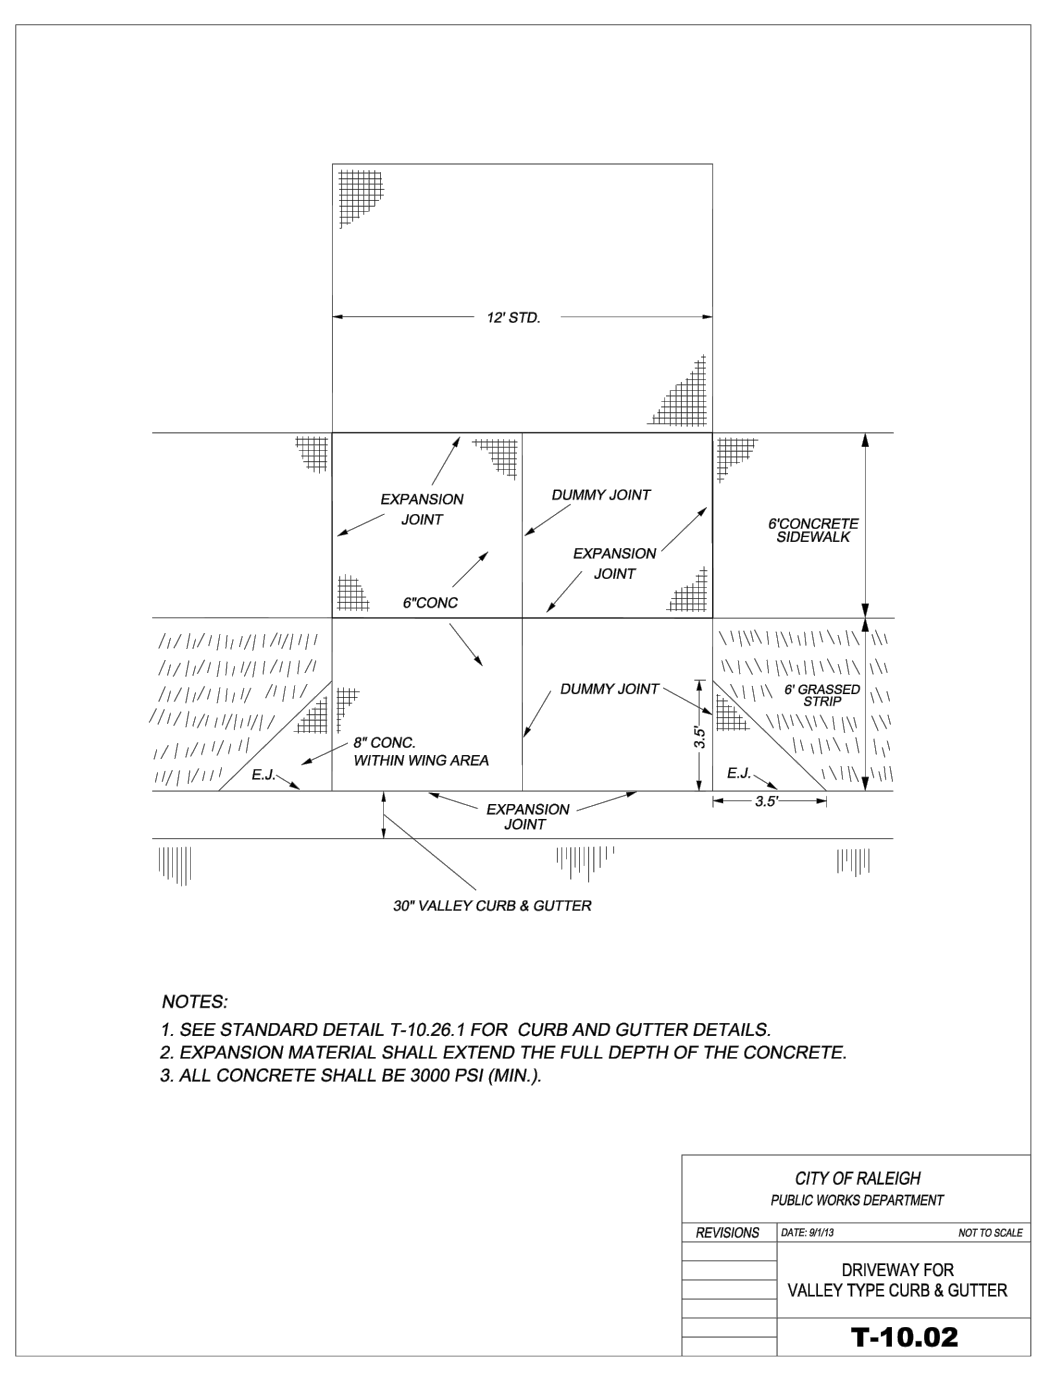 12' STD.
EXPANSION
JOINT
DUMMY JOINT
6'CONCRETE
SIDEWALK
EXPANSION
JOINT
6"CONC
DUMMY JOINT
6' GRASSED
STRIP
3.5'
8" CONC.
WITHIN WING AREA
E.J.
E.J.
3.5'
EXPANSION
JOINT
30" VALLEY CURB & GUTTER
NOTES:
1. SEE STANDARD DETAIL T-10.26.1 FOR CURB AND GUTTER DETAILS.
2. EXPANSION MATERIAL SHALL EXTEND THE FULL DEPTH OF THE CONCRETE.
3. ALL CONCRETE SHALL BE 3000 PSI (MIN.).
CITY OF RALEIGH
PUBLIC WORKS DEPARTMENT
REVISIONS
DATE: 9/1/13 NOT TO SCALE
DRIVEWAY FOR
VALLEY TYPE CURB & GUTTER
T-10.02